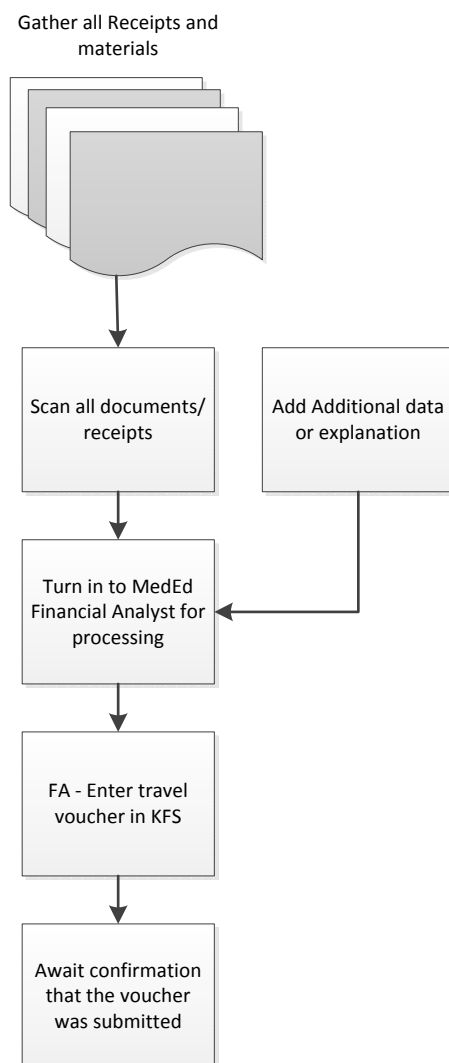 Gather all Receipts and
materials
Scan all documents/
receipts
Add Additional data
or explanation
Turn in to MedEd
Financial Analyst for
processing
FA - Enter travel
voucher in KFS
Await confirmation
that the voucher
was submitted